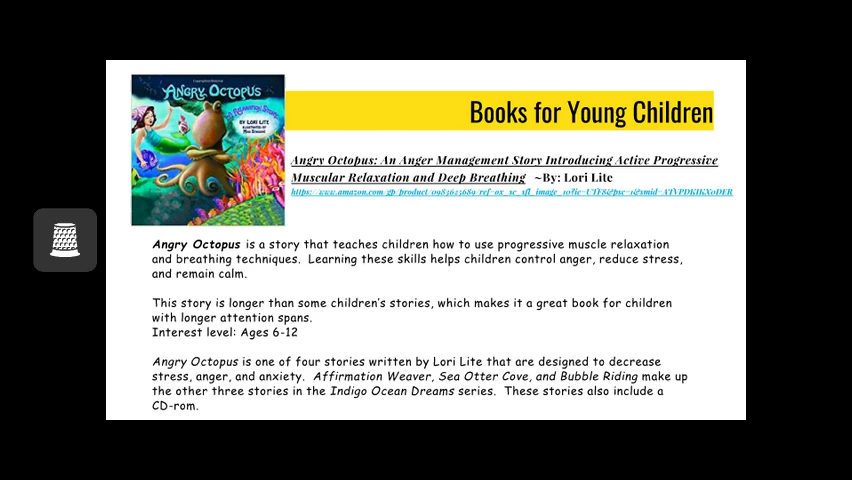 ANGRY OCTOPUS
BY LORI LITE
Books for Young Children
Angry Octopus: An Anger Management Story Introducing Active Progressive
Muscular Relaxation and Deep Breathing ~By: Lori Lite
Angry Octopus is a story that teaches children how to use progressive muscle relaxation
and breathing techniques. Learning these skills helps children control anger, reduce stress,
and remain calm.
This story is longer than some children's stories, which makes it a great book for children
with longer attention spans.
Interest level: Ages 6-12
Angry Octopus is one of four stories written by Lori Lite that are designed to decrease
stress, anger, and anxiety. Affirmation Weaver, Sea Otter Cove, and Bubble Riding make up
the other three stories in the Indigo Ocean Dreams series. These stories also include a
CD-rom.